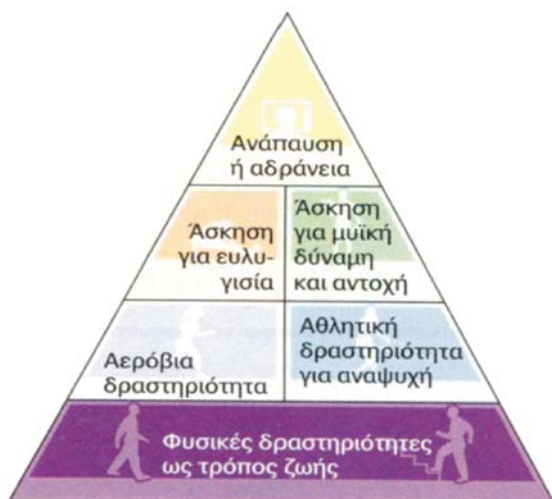 Ανάπαυση
ή αδράνεια
Άσκηση
για ευλυ-
γισία
Άσκηση
για μυϊκή
δύναμη
και αντοχή
Αερόβια
δραστηριότητα
Αθλητική
δραστηριότητα
για αναψυχή
Φυσικές δραστηριότητες
ως τρόπος ζωής